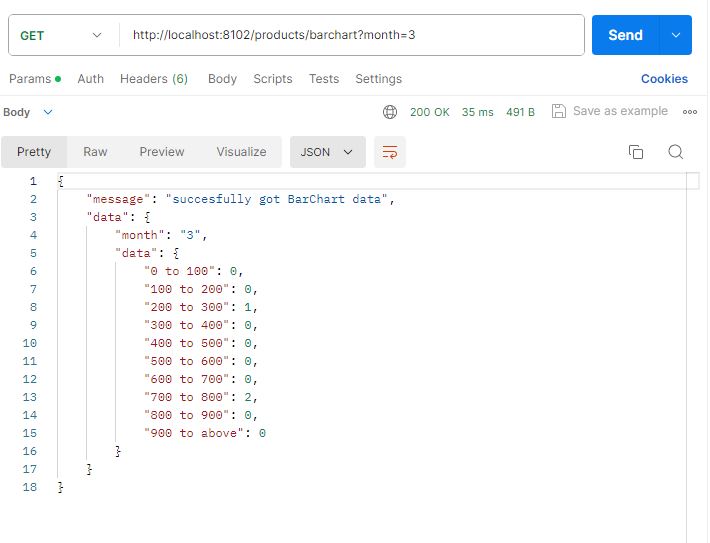 GET http://localhost:8102/products/barchart?month=3 Send
Params Auth Headers (6) Body Scripts Tests Settings Cookies
Body 200 OK 35 ms 491 B Save as example
Pretty Raw Preview Visualize JSON
1 {
2 "message": "succesfully got BarChart data",
3 "data": {
4 "month": "3",
5 "data": {
6 "0 to 100": 0,
7 "100 to 200": 0,
8 "200 to 300": 1,
9 "300 to 400": 0,
10 "400 to 500": 0,
11 "500 to 600": 0,
12 "600 to 700": 0,
13 "700 to 800": 2,
14 "800 to 900": 0,
15 "900 to above": 0
16 }
17 }
18 }